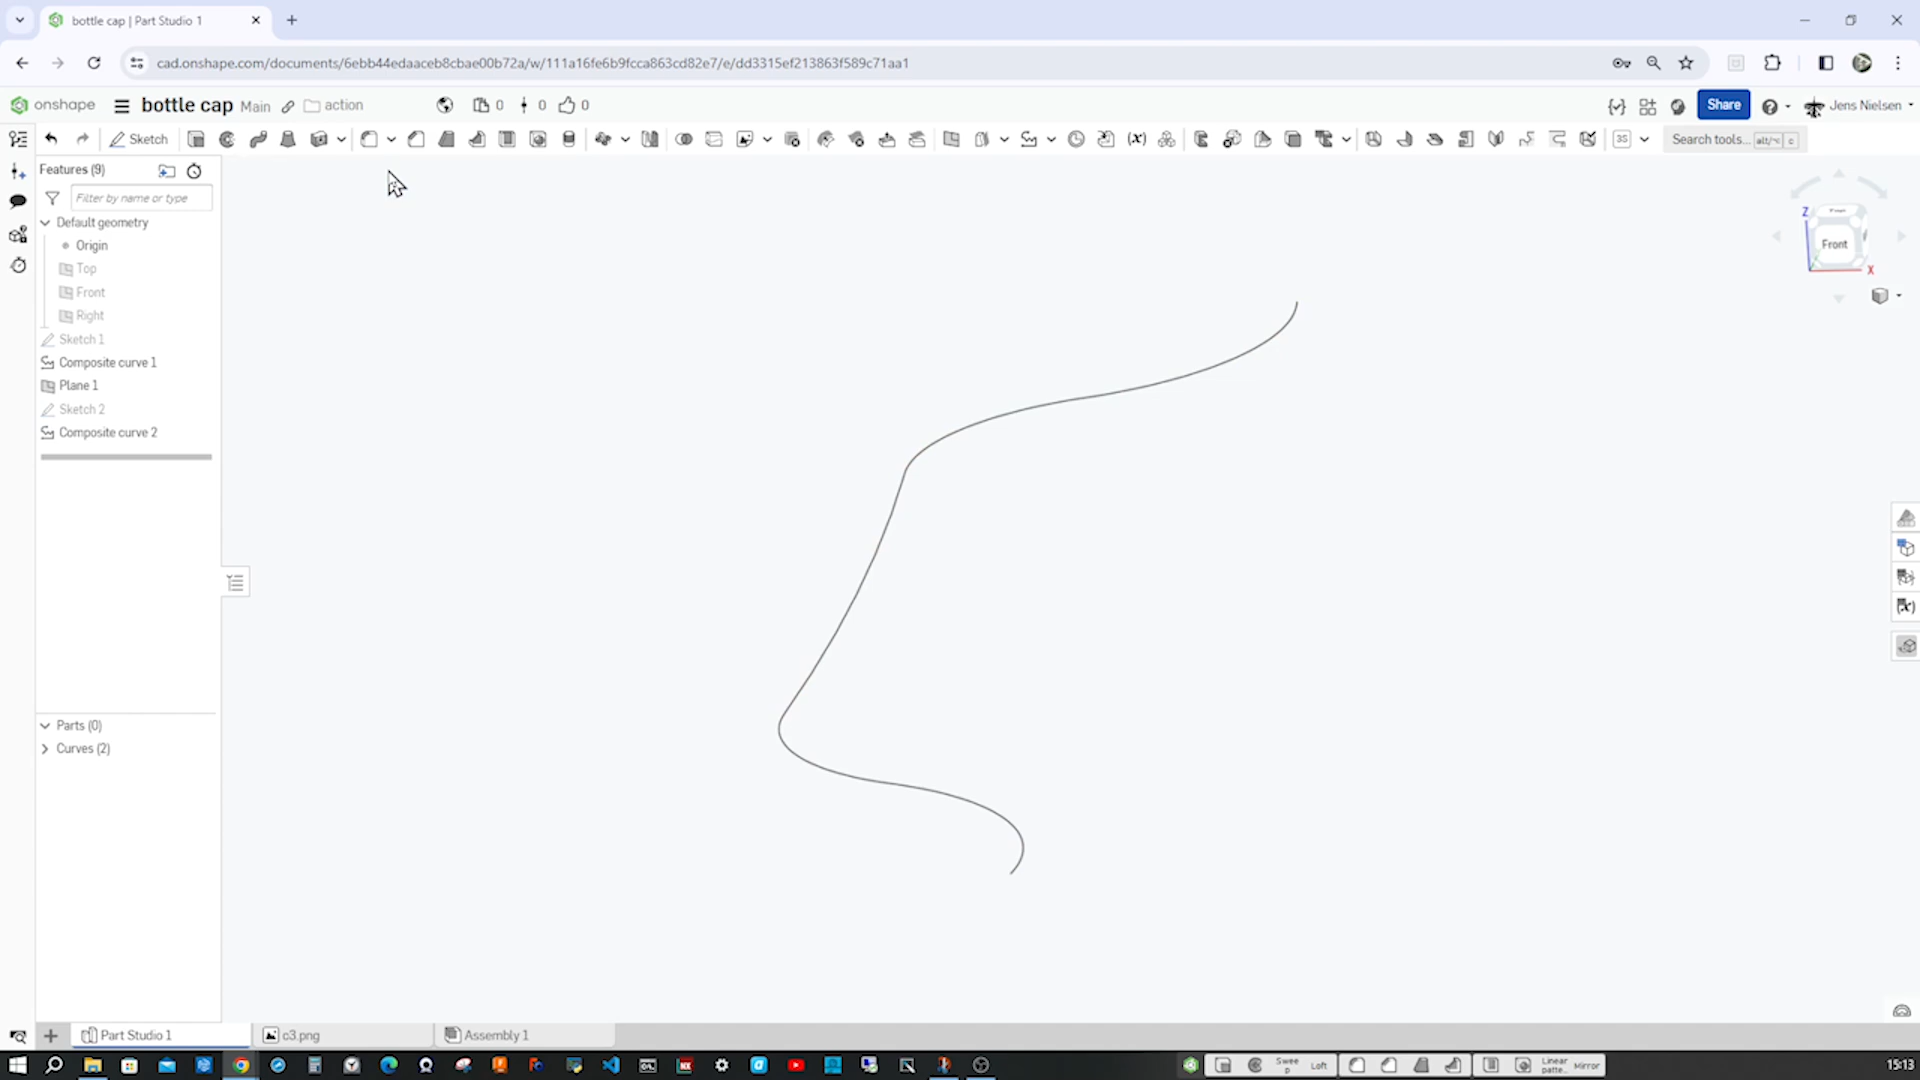 bottle cap | Part Studio 1
cad.onshape.com/documents/6ebb44edaaceb8cbae00b72a/w/111a16fe6b9fcca863cd82e7/e/dd3315ef213863f589c71aa1
onshape bottle cap Main action 0 0 0 Share Jens Nielsen
Sketch Search tools... alt/⌥ c
Features (9)
Filter by name or type
Default geometry
Origin
Top
Front
Right
Sketch 1
Composite curve 1
Plane 1
Sketch 2
Composite curve 2
Z
Front
X
Parts (0)
Curves (2)
Part Studio 1 c3.png Assembly 1
Sweep Loft Linear patte... Mirror 15:13